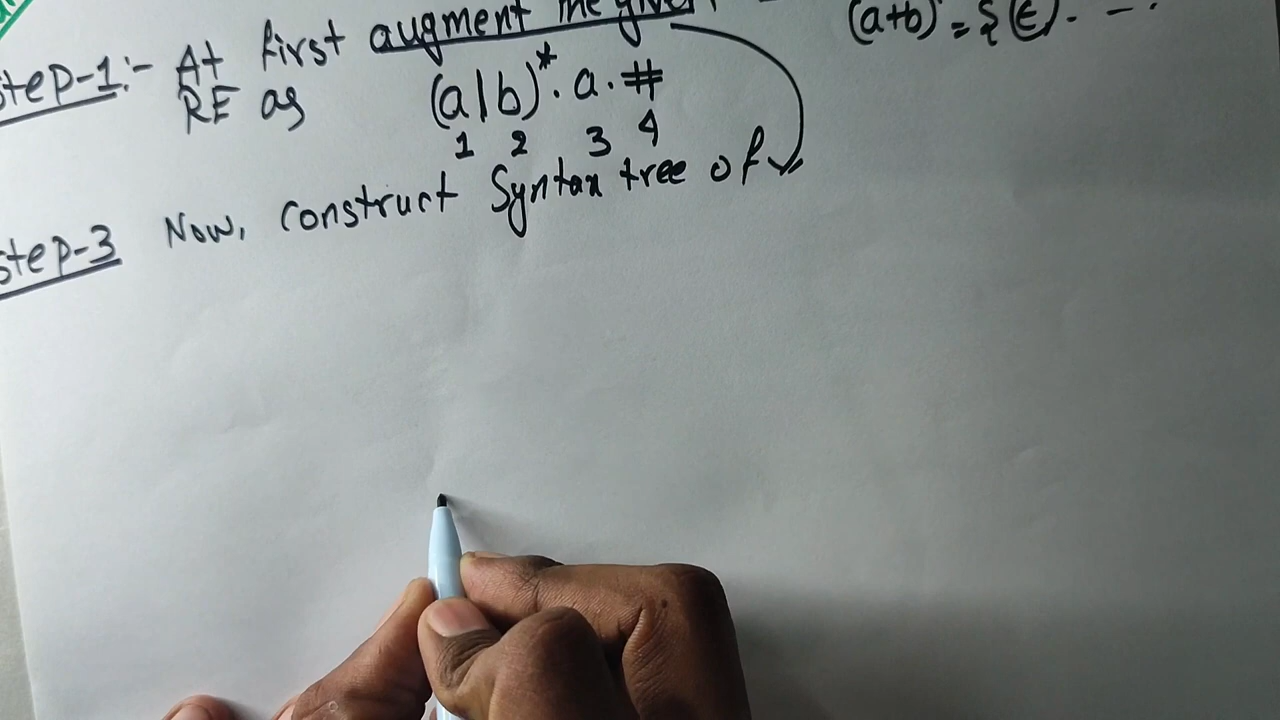 Step-1:- At first augment the given
RE as (a|b)*. a. #
1 2 3 4
Step-3 Now, construct Syntax tree of
(a+b) = { (ε). - .